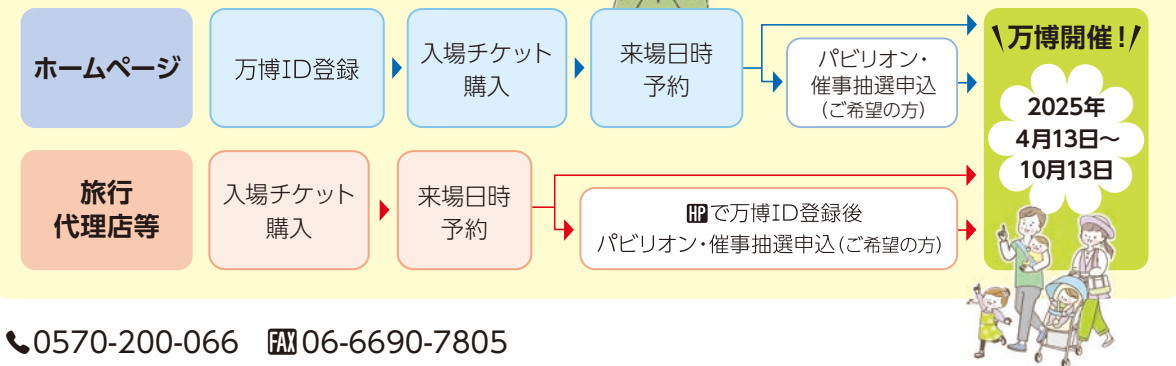 ホームページ
万博ID登録
入場チケット
購入
来場日時
予約
パビリオン・
催事抽選申込
(ご希望の方)
\万博開催!/
2025年
4月13日~
10月13日
旅行
代理店等
入場チケット
購入
来場日時
予約
HPで万博ID登録後
パビリオン・催事抽選申込(ご希望の方)
0570-200-066 FAX 06-6690-7805